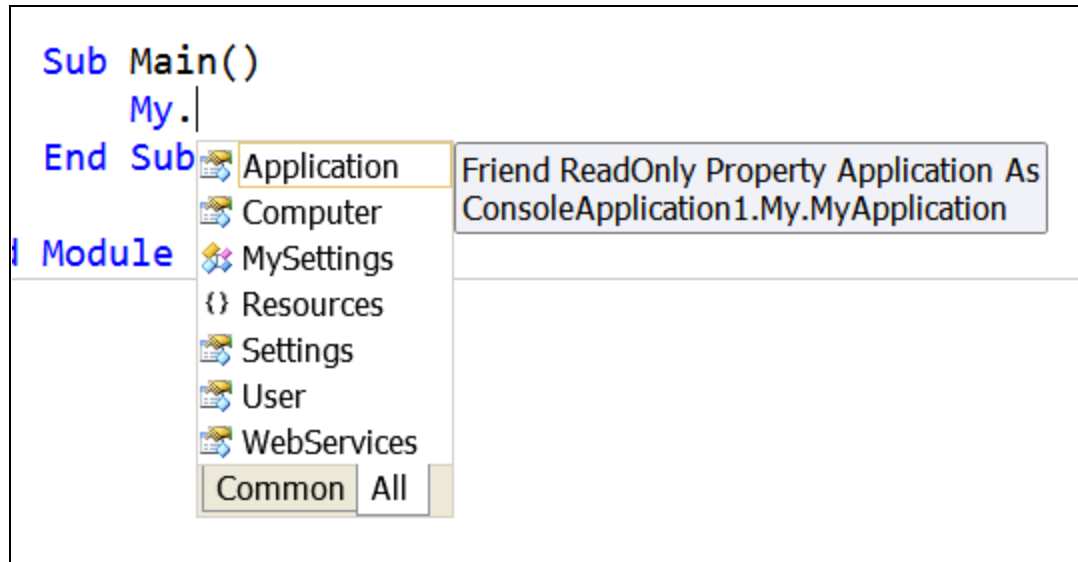 Sub Main()
My.
End Sub
Application
Friend ReadOnly Property Application As
ConsoleApplication1.My.MyApplication
Computer
Module
MySettings
{} Resources
Settings
User
WebServices
Common All